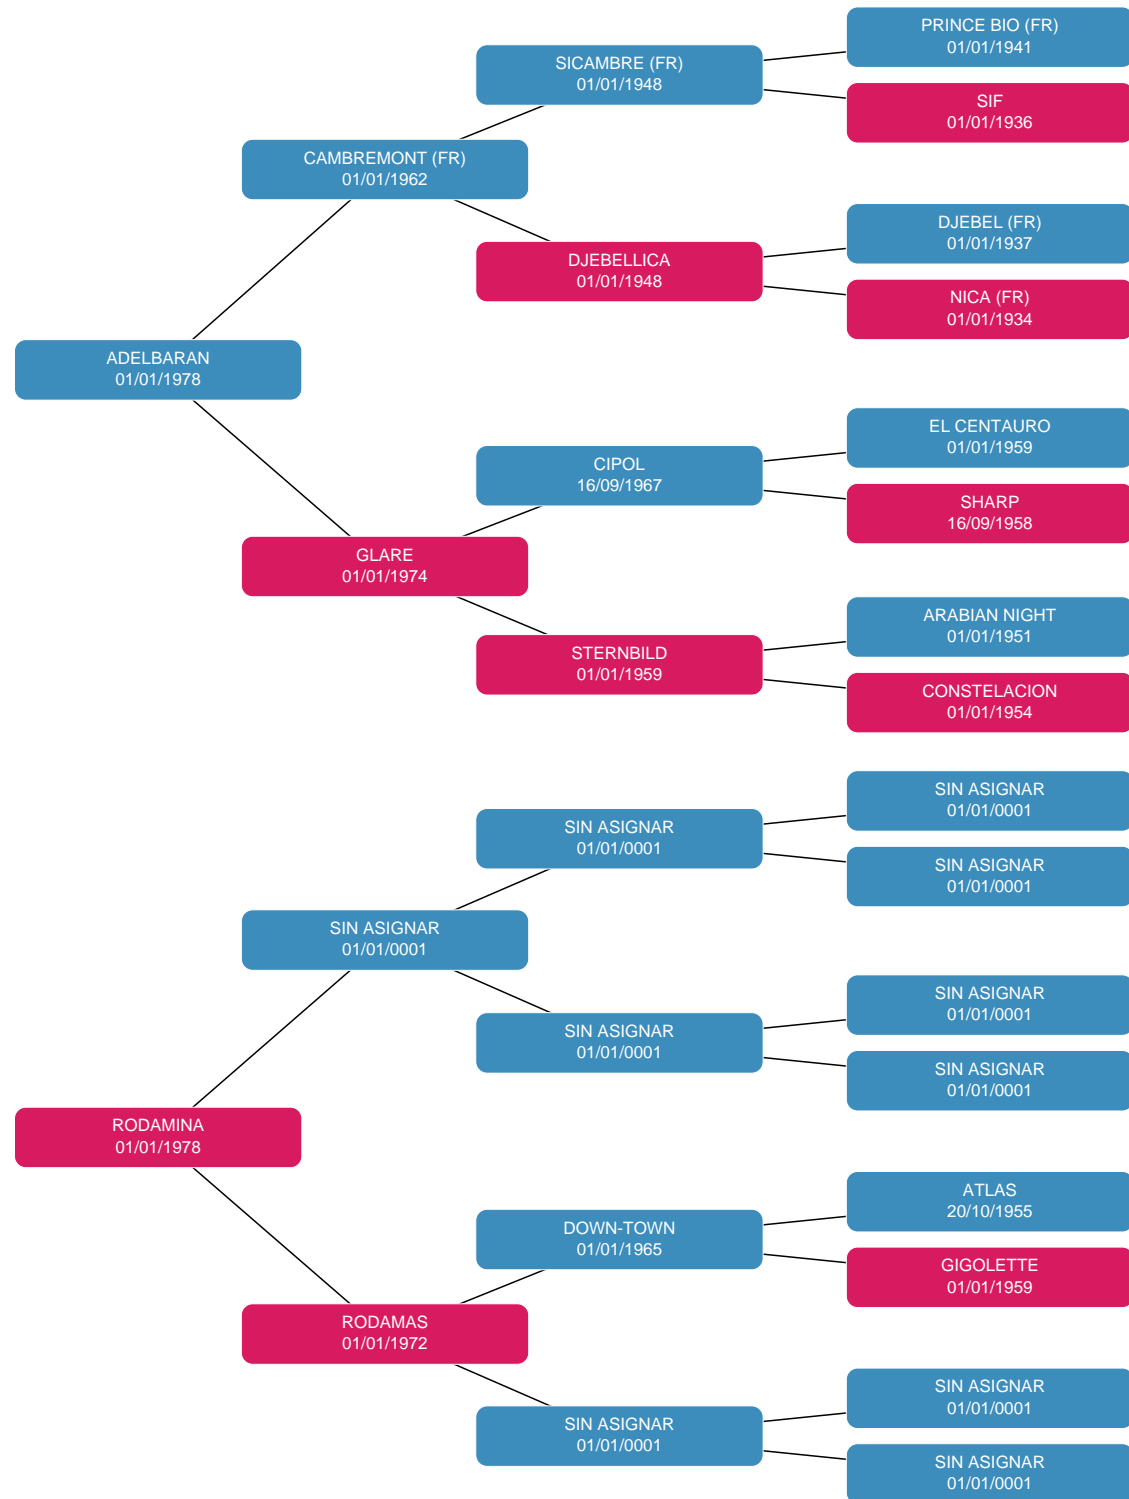 PRINCE BIO (FR)
01/01/1941
SICAMBRE (FR)
01/01/1948
SIF
01/01/1936
CAMBREMONT (FR)
01/01/1962
DJEBEL (FR)
01/01/1937
DJEBELLICA
01/01/1948
NICA (FR)
01/01/1934
ADELBARAN
01/01/1978
EL CENTAURO
01/01/1959
CIPOL
16/09/1967
SHARP
16/09/1958
GLARE
01/01/1974
ARABIAN NIGHT
01/01/1951
STERNBILD
01/01/1959
CONSTELACION
01/01/1954
SIN ASIGNAR
01/01/0001
SIN ASIGNAR
01/01/0001
SIN ASIGNAR
01/01/0001
SIN ASIGNAR
01/01/0001
SIN ASIGNAR
01/01/0001
SIN ASIGNAR
01/01/0001
SIN ASIGNAR
01/01/0001
RODAMINA
01/01/1978
ATLAS
20/10/1955
DOWN-TOWN
01/01/1965
GIGOLETTE
01/01/1959
RODAMAS
01/01/1972
SIN ASIGNAR
01/01/0001
SIN ASIGNAR
01/01/0001
SIN ASIGNAR
01/01/0001